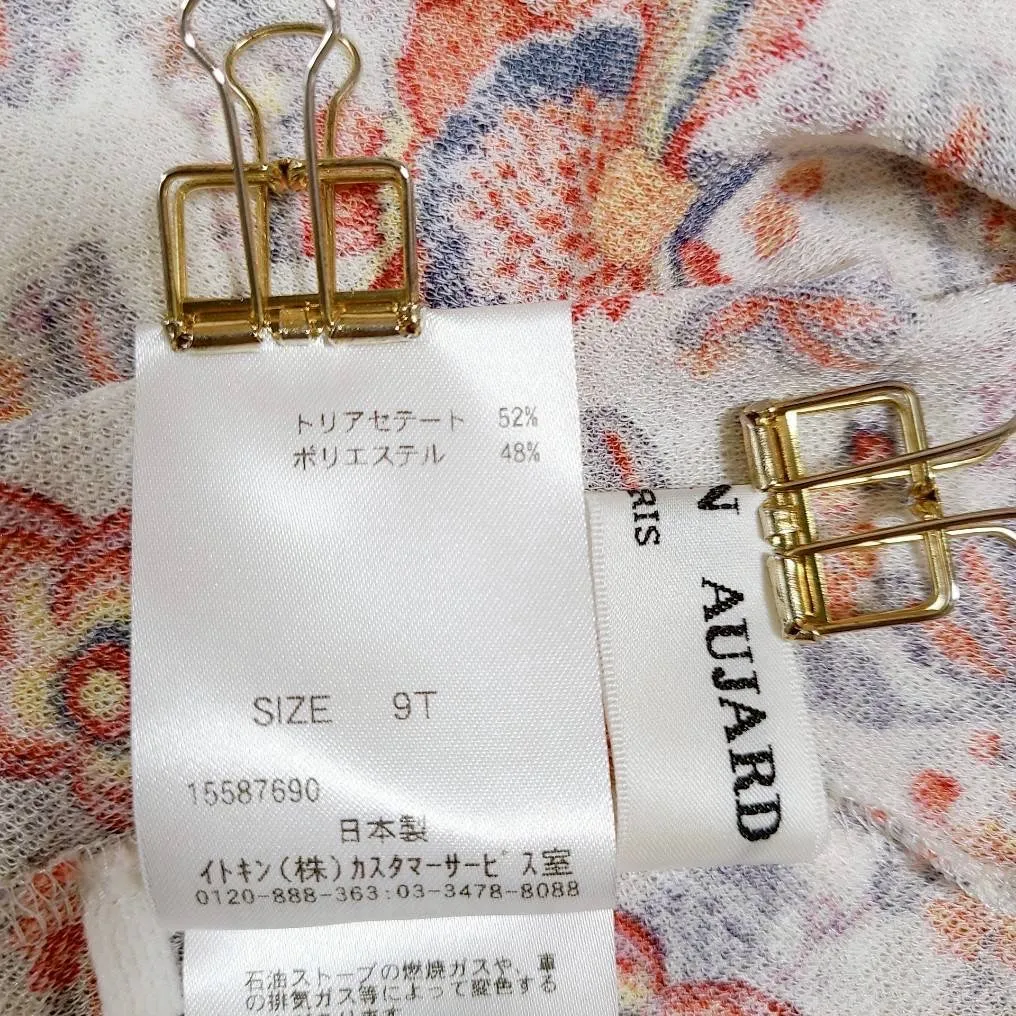 トリアセテート 52%
ポリエステル 48%
SIZE 9T
15587690
日本製
イトキン(株)カスタマーサービス室
0120-888-363:03-3478-8088
石油ストーブの燃焼ガスや、車
の排気ガス等によって変色する
N AUJARD
RIS